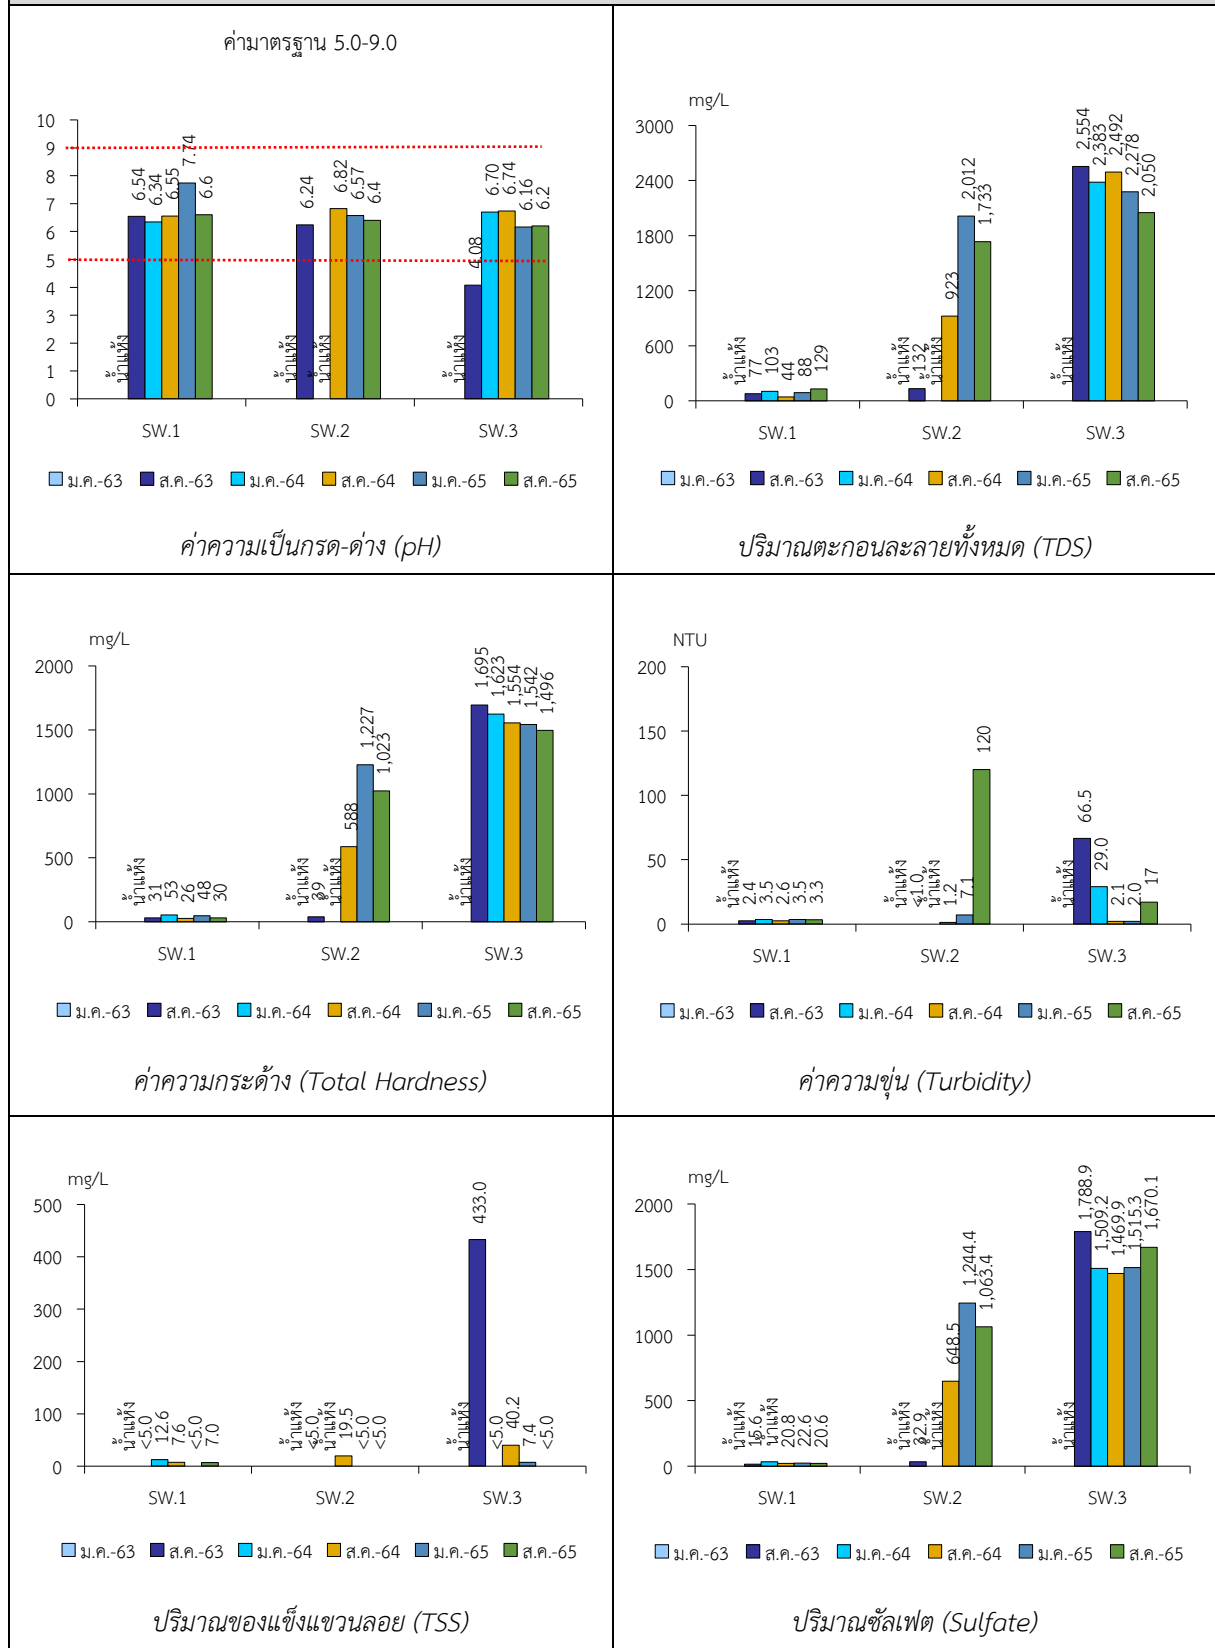 ค่ามาตรฐาน 5.0-9.0
10
9
8
7
6
5
4
3
2
1
0
น้ำแห้ง
6.54
6.34
6.55
7.74
6.6
น้ำแห้ง
6.24
น้ำแห้ง
6.82
6.57
6.4
น้ำแห้ง
4.08
6.70
6.74
6.16
6.2
SW.1 SW.2 SW.3
ม.ค.-63 ส.ค.-63 ม.ค.-64 ส.ค.-64 ม.ค.-65 ส.ค.-65
ค่าความเป็นกรด-ด่าง (pH)
mg/L
3000
2400
1800
1200
600
0
น้ำแห้ง
77
103
44
88
129
น้ำแห้ง
132
น้ำแห้ง
923
2,012
1,733
น้ำแห้ง
2,554
2,383
2,492
2,278
2,050
SW.1 SW.2 SW.3
ม.ค.-63 ส.ค.-63 ม.ค.-64 ส.ค.-64 ม.ค.-65 ส.ค.-65
ปริมาณตะกอนละลายทั้งหมด (TDS)
mg/L
2000
1500
1000
500
0
น้ำแห้ง
31
53
26
48
30
น้ำแห้ง
39
น้ำแห้ง
588
1,227
1,023
น้ำแห้ง
1,695
1,623
1,554
1,542
1,496
SW.1 SW.2 SW.3
ม.ค.-63 ส.ค.-63 ม.ค.-64 ส.ค.-64 ม.ค.-65 ส.ค.-65
ค่าความกระด้าง (Total Hardness)
NTU
200
150
100
50
0
น้ำแห้ง
2.4
3.5
2.6
3.5
3.3
น้ำแห้ง
<1.0
น้ำแห้ง
1.2
7.1
120
น้ำแห้ง
66.5
29.0
2.1
2.0
17
SW.1 SW.2 SW.3
ม.ค.-63 ส.ค.-63 ม.ค.-64 ส.ค.-64 ม.ค.-65 ส.ค.-65
ค่าความขุ่น (Turbidity)
mg/L
500
400
300
200
100
0
น้ำแห้ง
<5.0
12.6
7.6
<5.0
7.0
น้ำแห้ง
<5.0
น้ำแห้ง
19.5
<5.0
<5.0
น้ำแห้ง
433.0
<5.0
40.2
7.4
<5.0
SW.1 SW.2 SW.3
ม.ค.-63 ส.ค.-63 ม.ค.-64 ส.ค.-64 ม.ค.-65 ส.ค.-65
ปริมาณของแข็งแขวนลอย (TSS)
mg/L
2000
1500
1000
500
0
น้ำแห้ง
15.6
น้ำแห้ง
20.8
22.6
20.6
น้ำแห้ง
32.9
น้ำแห้ง
648.5
1,244.4
1,063.4
น้ำแห้ง
1,788.9
1,509.2
1,469.9
1,515.3
1,670.1
SW.1 SW.2 SW.3
ม.ค.-63 ส.ค.-63 ม.ค.-64 ส.ค.-64 ม.ค.-65 ส.ค.-65
ปริมาณซัลเฟต (Sulfate)